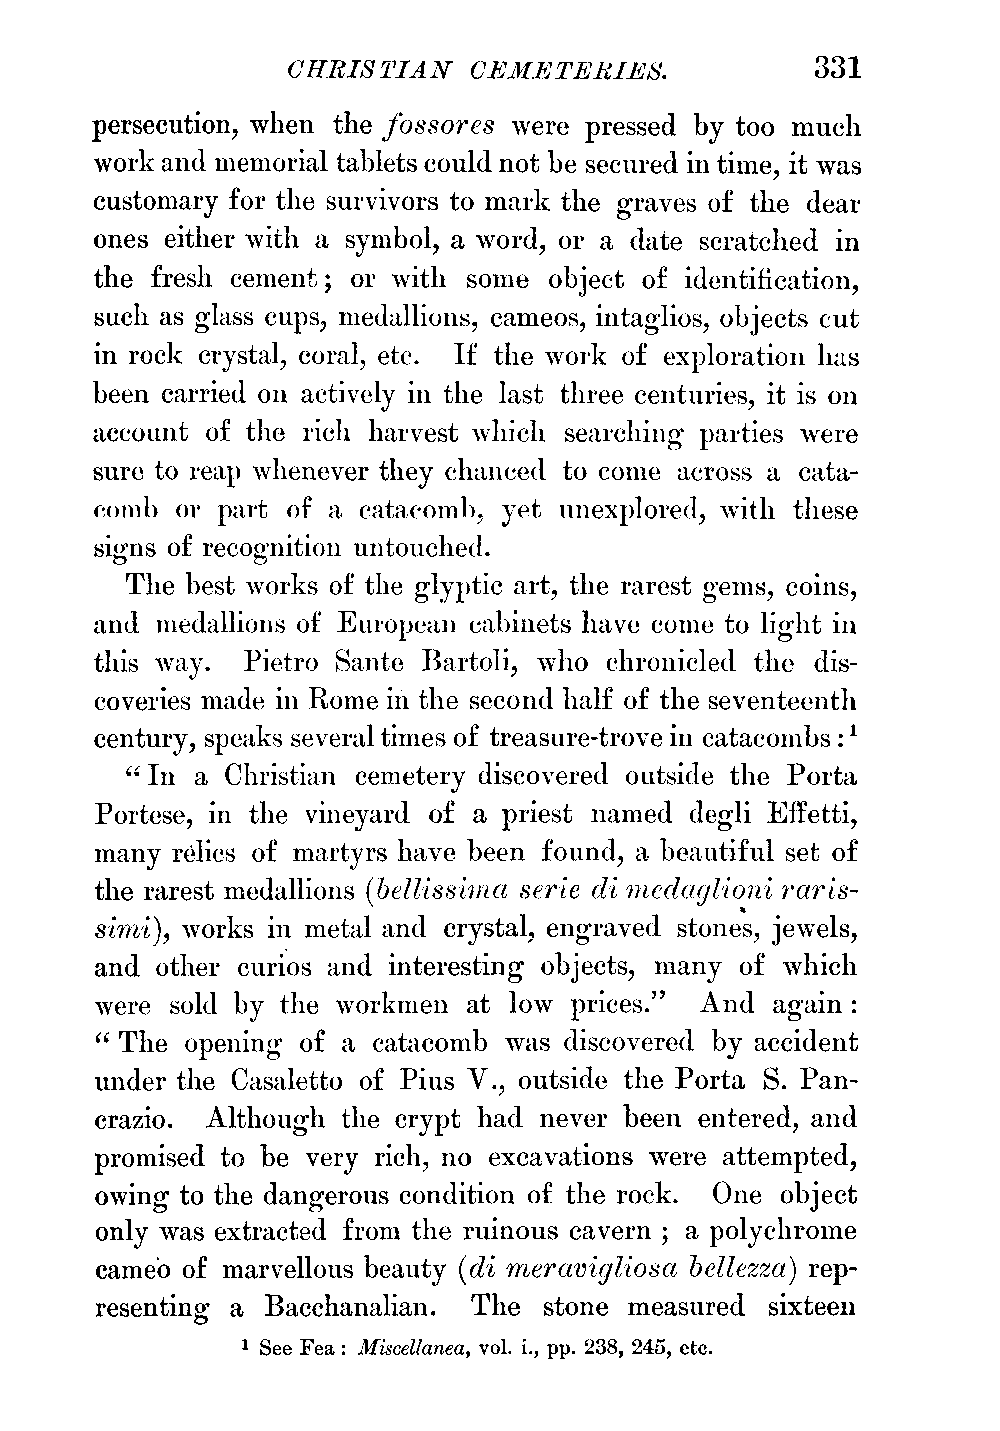 CHRISTIAN CEMETERIES. 331
persecution, when the fossores were pressed by too much
work and memorial tablets could not be secured in time, it was
customary for the survivors to mark the graves of the dear
ones either with a symbol, a word, or a date scratched in
the fresh cement; or with some object of identification,
such as glass cups, medallions, cameos, intaglios, objects cut
in rock crystal, coral, etc. If the work of exploration has
been carried on actively in the last three centuries, it is on
account of the rich harvest which searching parties were
sure to reap whenever they chanced to come across a cata-
comb or part of a catacomb, yet unexplored, with these
signs of recognition untouched.
The best works of the glyptic art, the rarest gems, coins,
and medallions of European cabinets have come to light in
this way. Pietro Sante Bartoli, who chronicled the dis-
coveries made in Rome in the second half of the seventeenth
century, speaks several times of treasure-trove in catacombs :¹
“ In a Christian cemetery discovered outside the Porta
Portese, in the vineyard of a priest named degli Effetti,
many relics of martyrs have been found, a beautiful set of
the rarest medallions (bellissima serie di medaglioni raris-
simi), works in metal and crystal, engraved stones, jewels,
and other curios and interesting objects, many of which
were sold by the workmen at low prices.” And again :
“ The opening of a catacomb was discovered by accident
under the Casaletto of Pius V., outside the Porta S. Pan-
crazio. Although the crypt had never been entered, and
promised to be very rich, no excavations were attempted,
owing to the dangerous condition of the rock. One object
only was extracted from the ruinous cavern ; a polychrome
cameo of marvellous beauty (di meravigliosa bellezza) rep-
resenting a Bacchanalian. The stone measured sixteen
¹ See Fea : Miscellanea, vol. i., pp. 238, 245, etc.